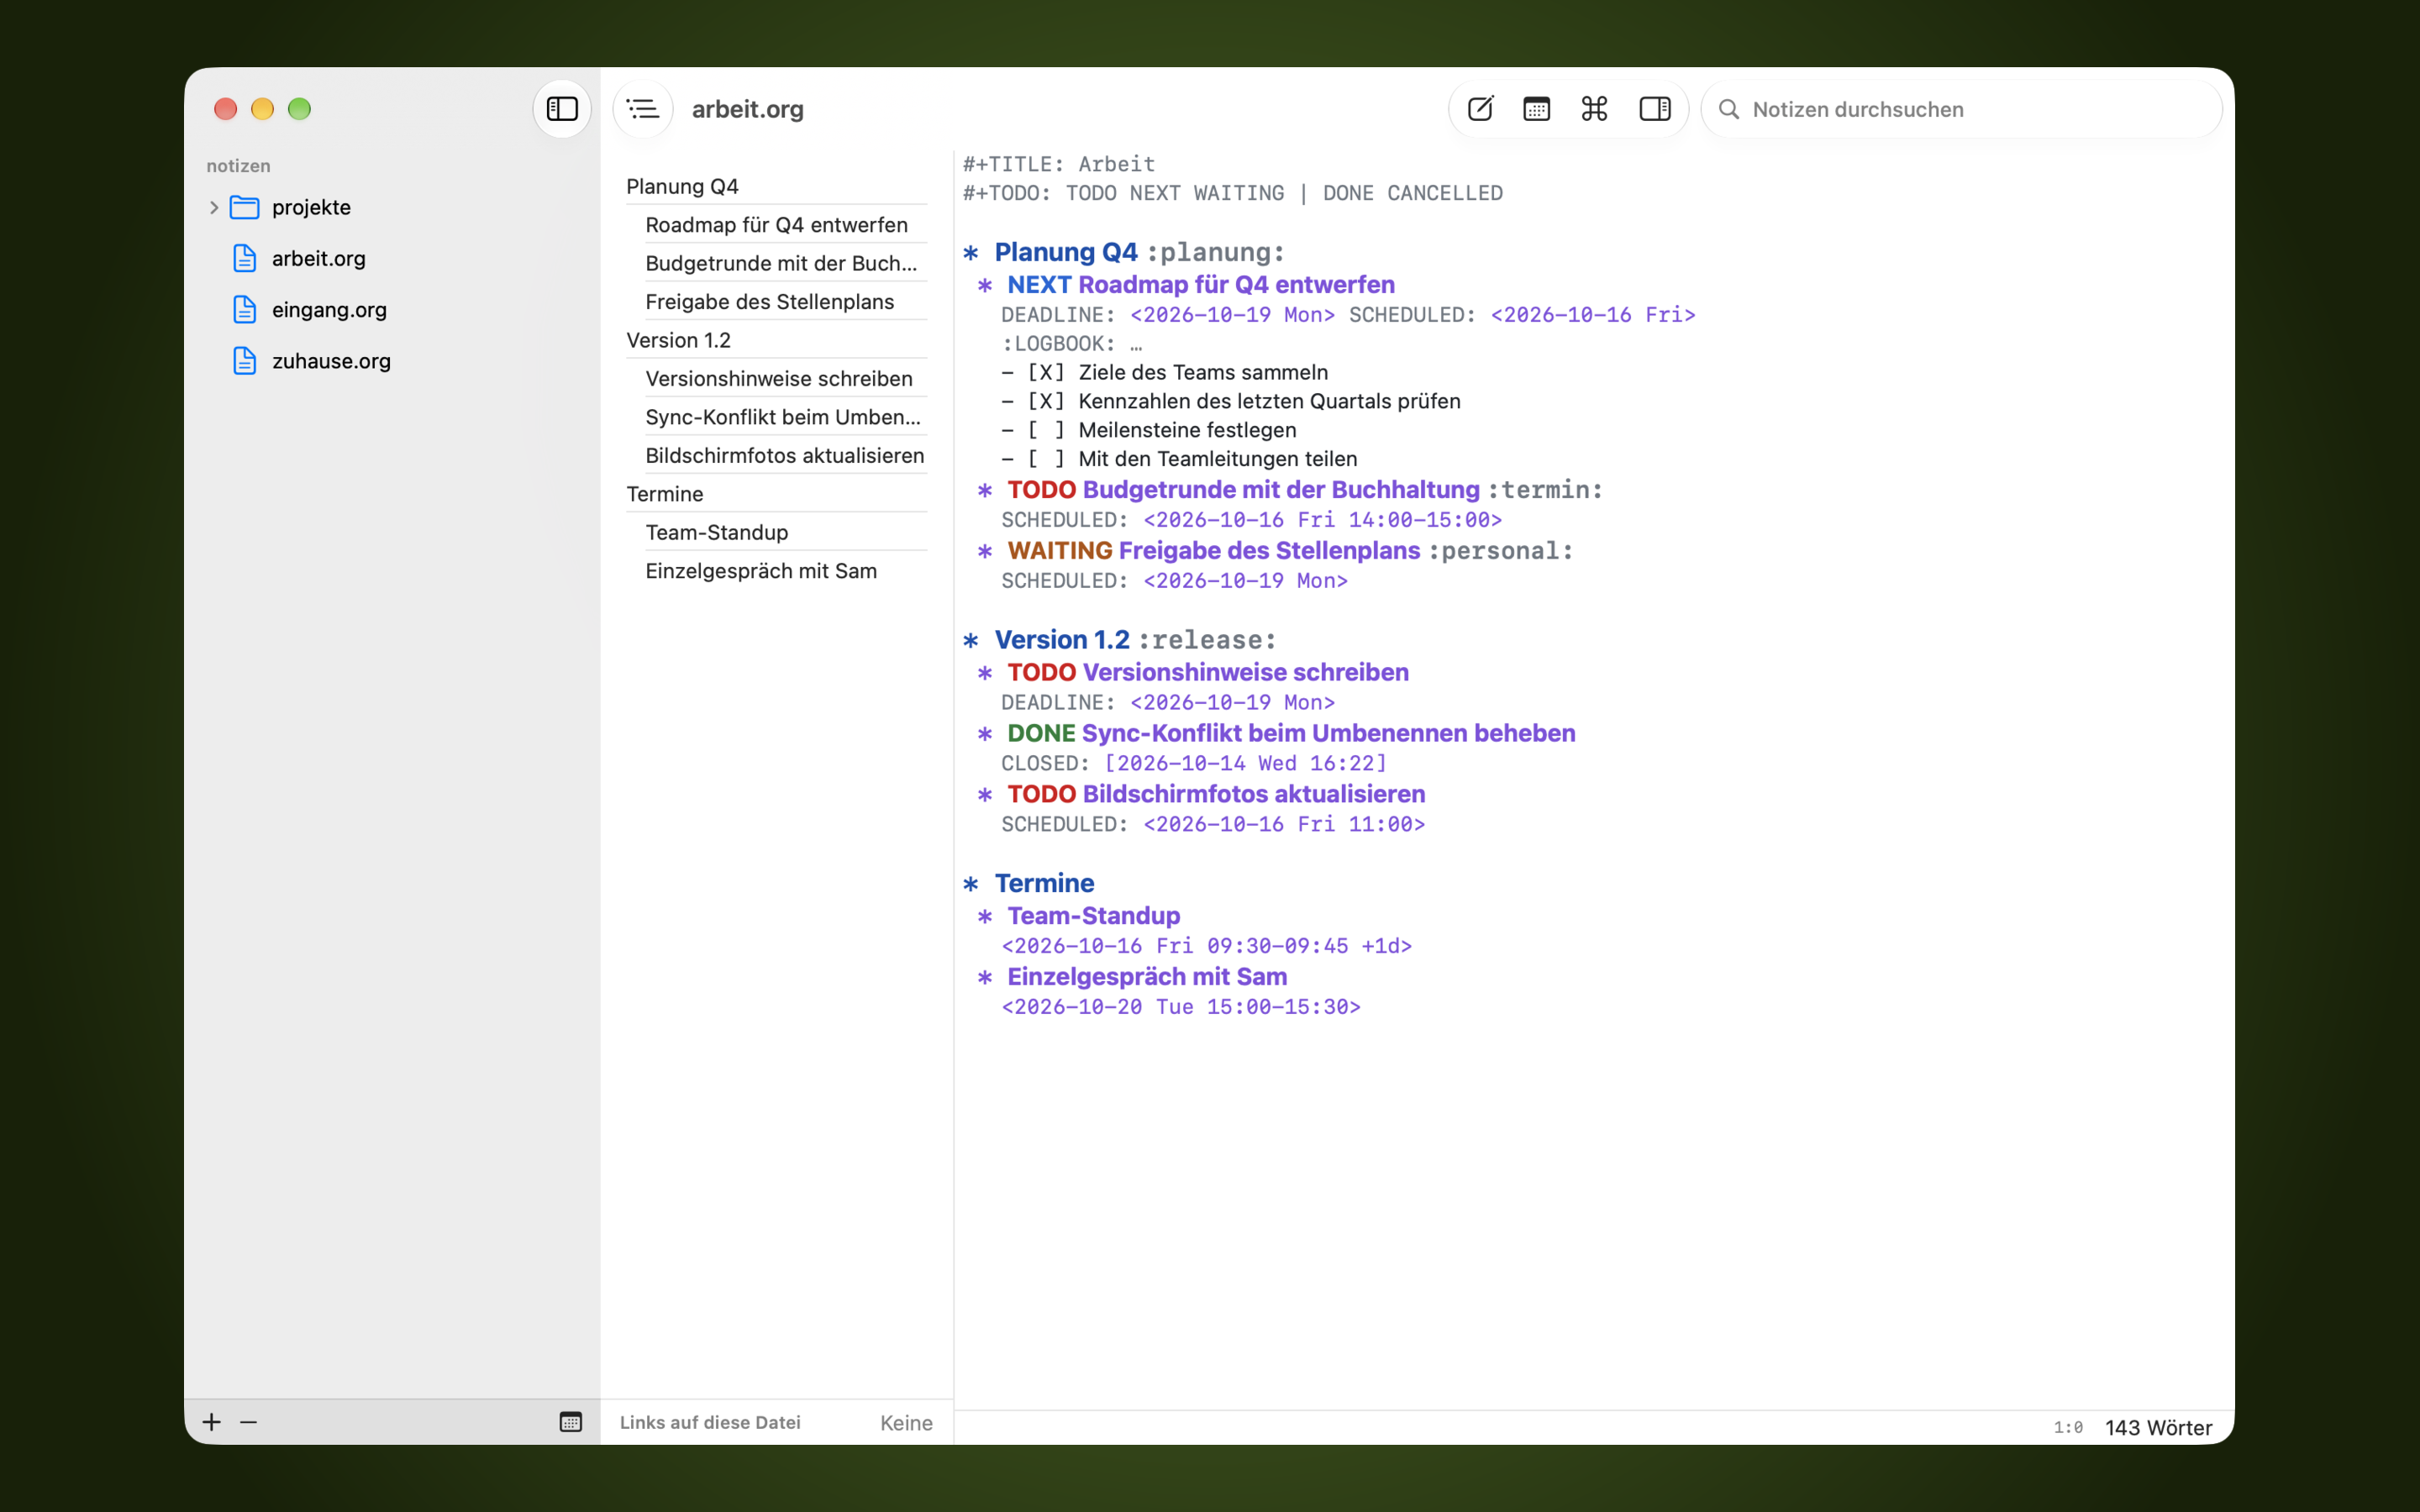 arbeit.org
Notizen durchsuchen
notizen
projekte
arbeit.org
eingang.org
zuhause.org
Planung Q4
Roadmap für Q4 entwerfen
Budgetrunde mit der Buch...
Freigabe des Stellenplans
Version 1.2
Versionshinweise schreiben
Sync-Konflikt beim Umben...
Bildschirmfotos aktualisieren
Termine
Team-Standup
Einzelgespräch mit Sam
#+TITLE: Arbeit
#+TODO: TODO NEXT WAITING | DONE CANCELLED
* Planung Q4 :planung:
* NEXT Roadmap für Q4 entwerfen
DEADLINE: <2026-10-19 Mon> SCHEDULED: <2026-10-16 Fri>
:LOGBOOK: …
- [X] Ziele des Teams sammeln
- [X] Kennzahlen des letzten Quartals prüfen
- [ ] Meilensteine festlegen
- [ ] Mit den Teamleitungen teilen
* TODO Budgetrunde mit der Buchhaltung :termin:
SCHEDULED: <2026-10-16 Fri 14:00-15:00>
* WAITING Freigabe des Stellenplans :personal:
SCHEDULED: <2026-10-19 Mon>
* Version 1.2 :release:
* TODO Versionshinweise schreiben
DEADLINE: <2026-10-19 Mon>
* DONE Sync-Konflikt beim Umbenennen beheben
CLOSED: [2026-10-14 Wed 16:22]
* TODO Bildschirmfotos aktualisieren
SCHEDULED: <2026-10-16 Fri 11:00>
* Termine
* Team-Standup
<2026-10-16 Fri 09:30-09:45 +1d>
* Einzelgespräch mit Sam
<2026-10-20 Tue 15:00-15:30>
Links auf diese Datei Keine
1:0 143 Wörter